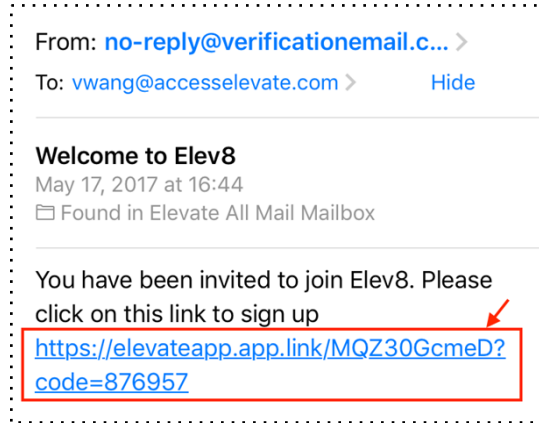 From: no-reply@verificationemail.c...
To: vwang@accesselevate.com Hide
Welcome to Elev8
May 17, 2017 at 16:44
Found in Elevate All Mail Mailbox
You have been invited to join Elev8. Please
click on this link to sign up
https://elevateapp.app.link/MQZ30GcmeD?
code=876957